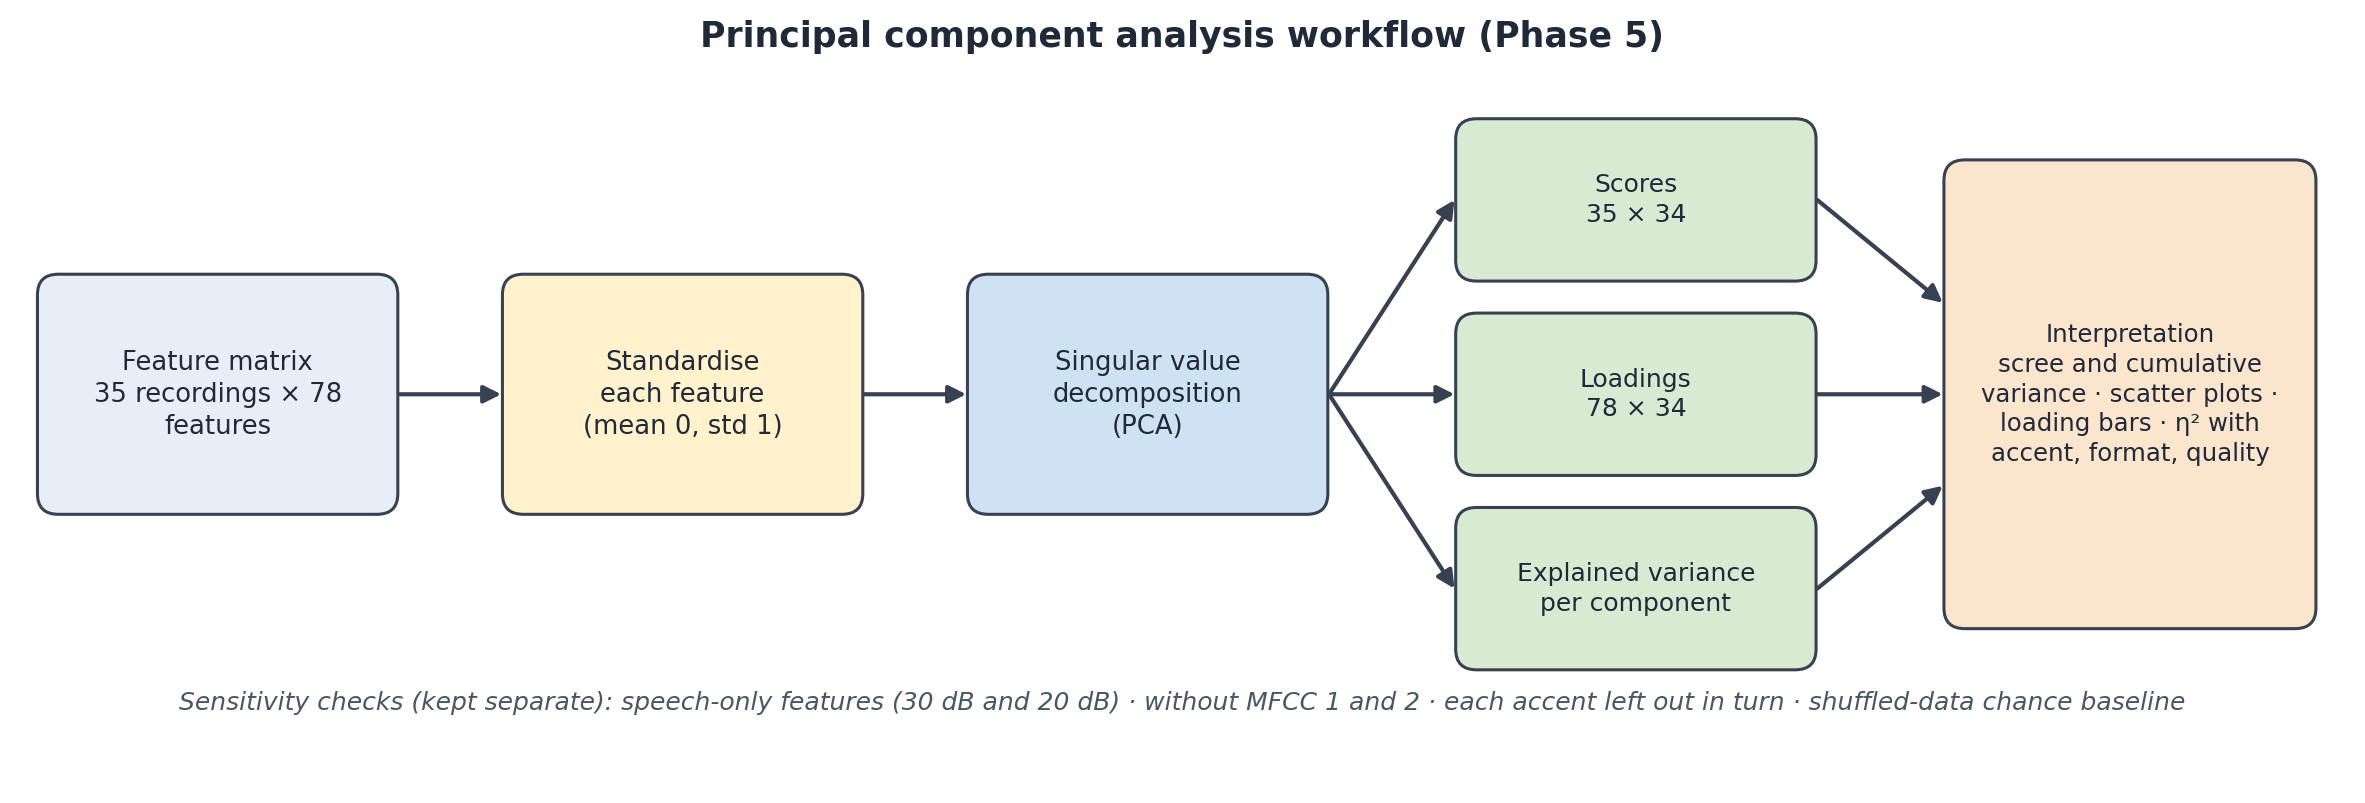 Principal component analysis workflow (Phase 5)
Feature matrix
35 recordings × 78
features
Standardise
each feature
(mean 0, std 1)
Singular value
decomposition
(PCA)
Scores
35 × 34
Loadings
78 × 34
Explained variance
per component
Interpretation
scree and cumulative
variance · scatter plots ·
loading bars · η² with
accent, format, quality
Sensitivity checks (kept separate): speech-only features (30 dB and 20 dB) · without MFCC 1 and 2 · each accent left out in turn · shuffled-data chance baseline